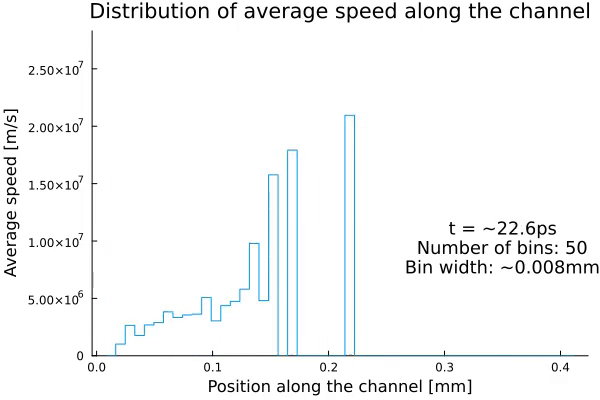 Distribution of average speed along the channel
Average speed [m/s]
2.50×10⁷
2.00×10⁷
1.50×10⁷
1.00×10⁷
5.00×10⁶
0
t = ~22.6ps
Number of bins: 50
Bin width: ~0.008mm
0.0 0.1 0.2 0.3 0.4
Position along the channel [mm]